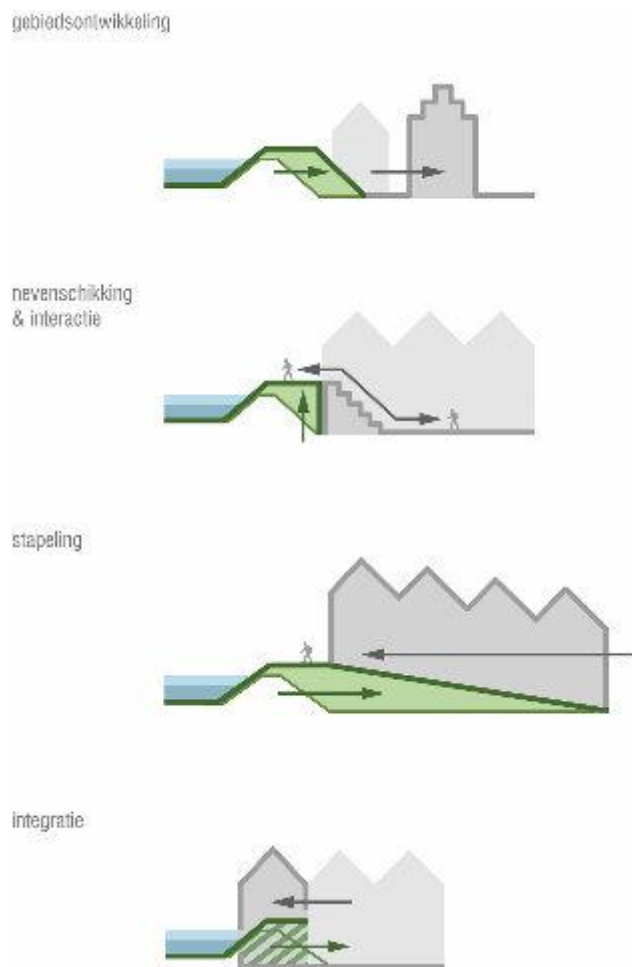 gebiedsontwikkeling
nevenschikking
& interactie
stapeling
integratie